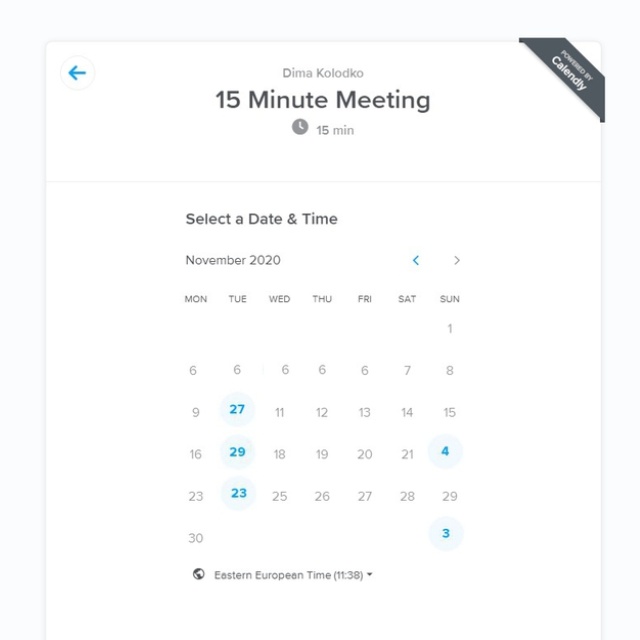 Dima Kolodko
15 Minute Meeting
15 min
POWERED BY
Calendly
Select a Date & Time
November 2020
MON TUE WED THU FRI SAT SUN
1
6 6 6 6 6 7 8
9 27 11 12 13 14 15
16 29 18 19 20 21 4
23 23 25 26 27 28 29
30 3
Eastern European Time (11:38)